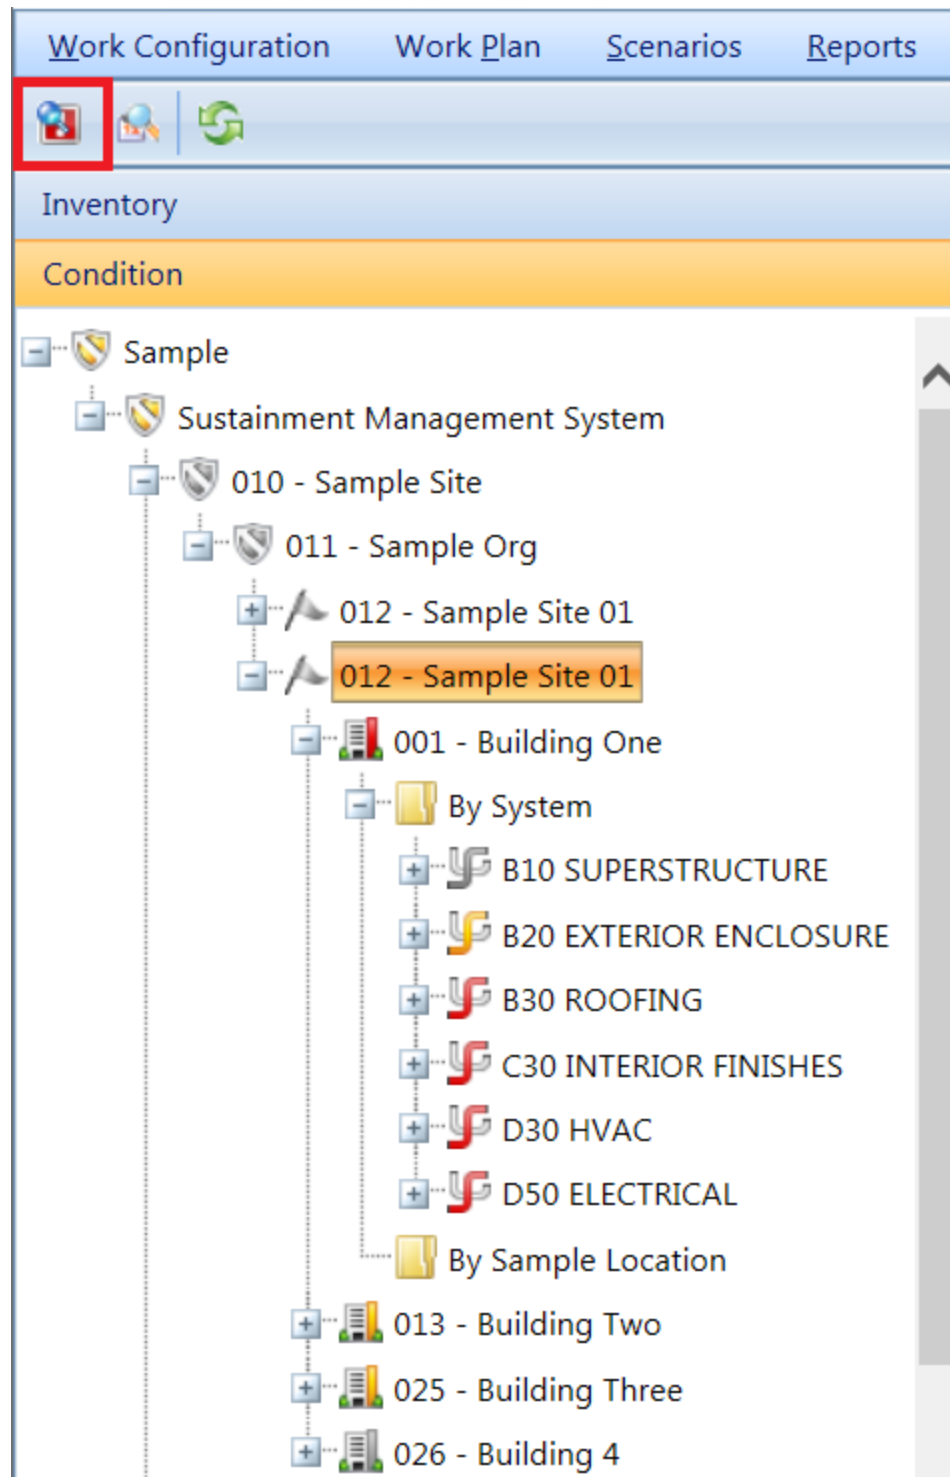 Work Configuration Work Plan Scenarios Reports
Inventory
Condition
Sample
Sustainment Management System
010 - Sample Site
011 - Sample Org
012 - Sample Site 01
012 - Sample Site 01
001 - Building One
By System
B10 SUPERSTRUCTURE
B20 EXTERIOR ENCLOSURE
B30 ROOFING
C30 INTERIOR FINISHES
D30 HVAC
D50 ELECTRICAL
By Sample Location
013 - Building Two
025 - Building Three
026 - Building 4